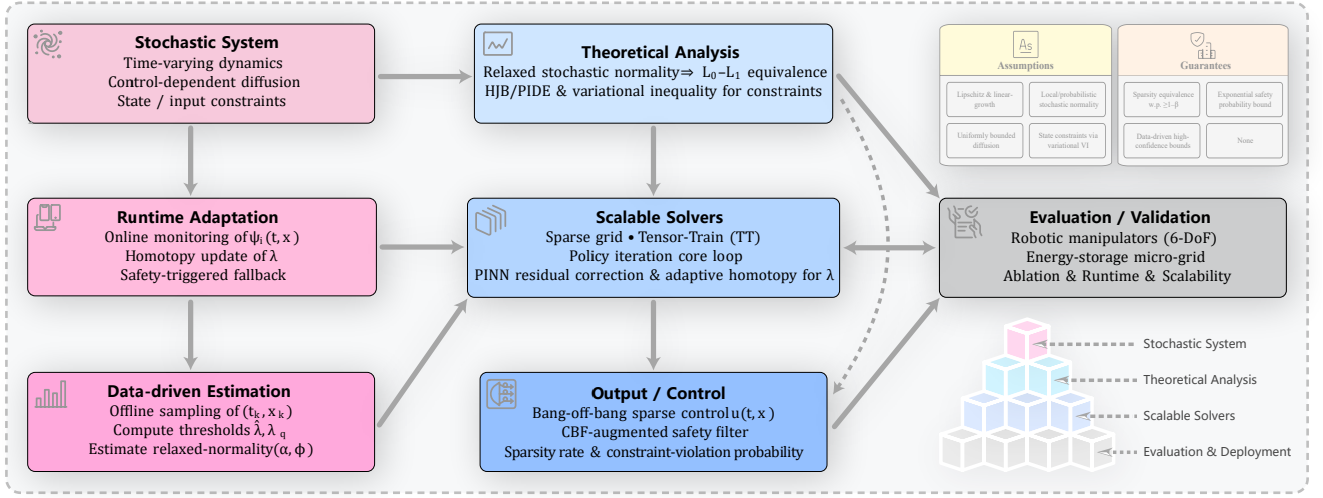 Stochastic System
Time-varying dynamics
Control-dependent diffusion
State / input constraints
Theoretical Analysis
Relaxed stochastic normality⇒ L₀–L₁ equivalence
HJB/PIDE & variational inequality for constraints
As
Assumptions
Lipschitz & linear-
growth
Local/probabilistic
stochastic normality
Uniformly bounded
diffusion
State constraints via
variational VI
Guarantees
Sparsity equivalence
w.p. ≥1–β
Exponential safety
probability bound
Data-driven high-
confidence bounds
None
Runtime Adaptation
Online monitoring of ψᵢ(t, x)
Homotopy update of λ
Safety-triggered fallback
Scalable Solvers
Sparse grid • Tensor-Train (TT)
Policy iteration core loop
PINN residual correction & adaptive homotopy for λ
Evaluation / Validation
Robotic manipulators (6-DoF)
Energy-storage micro-grid
Ablation & Runtime & Scalability
Data-driven Estimation
Offline sampling of (tₖ, xₖ)
Compute thresholds λ̂, λ_q
Estimate relaxed-normality(α, ϕ)
Output / Control
Bang-off-bang sparse control u(t, x)
CBF-augmented safety filter
Sparsity rate & constraint-violation probability
Stochastic System
Theoretical Analysis
Scalable Solvers
Evaluation & Deployment